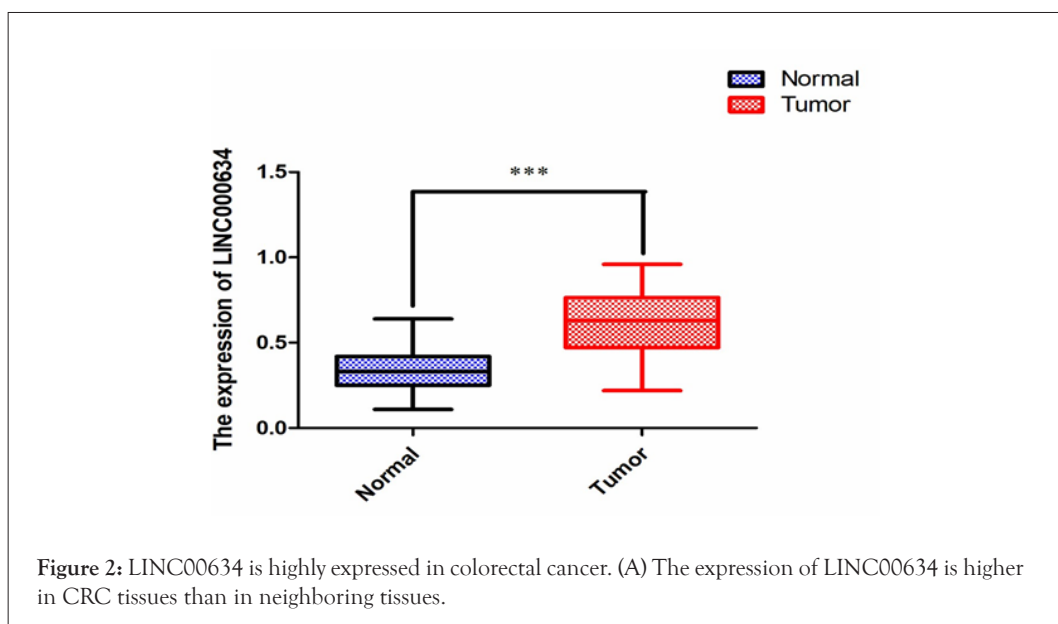 Normal
Tumor
The expression of LINC000634
1.5
1.0
0.5
0.0
***
Normal
Tumor
Figure 2: LINC00634 is highly expressed in colorectal cancer. (A) The expression of LINC00634 is higher
in CRC tissues than in neighboring tissues.